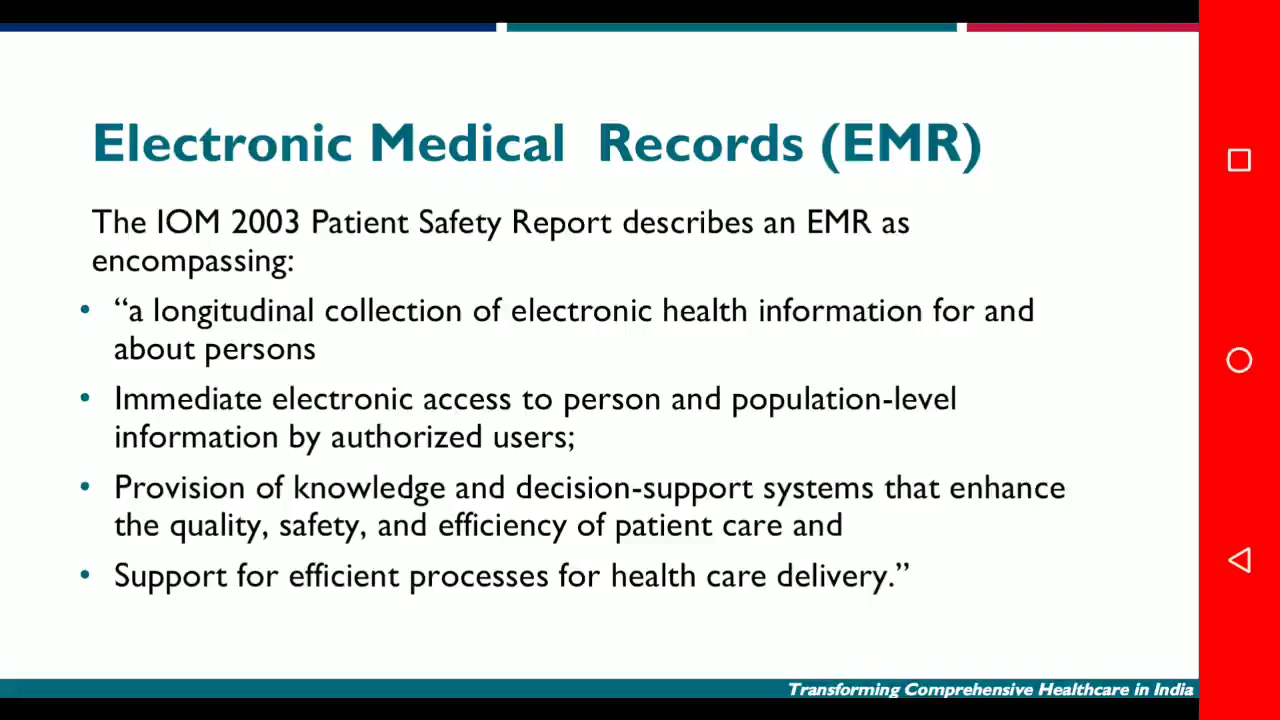 Electronic Medical Records (EMR)
The IOM 2003 Patient Safety Report describes an EMR as
encompassing:
• “a longitudinal collection of electronic health information for and
about persons
• Immediate electronic access to person and population-level
information by authorized users;
• Provision of knowledge and decision-support systems that enhance
the quality, safety, and efficiency of patient care and
• Support for efficient processes for health care delivery.”
Transforming Comprehensive Healthcare in India